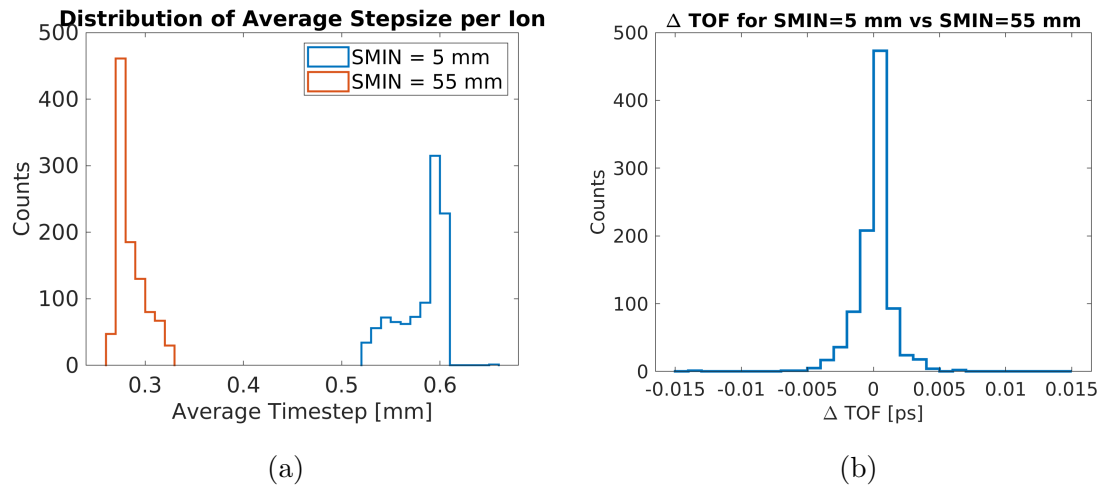 Distribution of Average Stepsize per Ion
500
400
300
200
100
0
Counts
SMIN = 5 mm
SMIN = 55 mm
0.3 0.4 0.5 0.6
Average Timestep [mm]
(a)
Δ TOF for SMIN=5 mm vs SMIN=55 mm
500
400
300
200
100
0
Counts
-0.015 -0.01 -0.005 0 0.005 0.01 0.015
Δ TOF [ps]
(b)